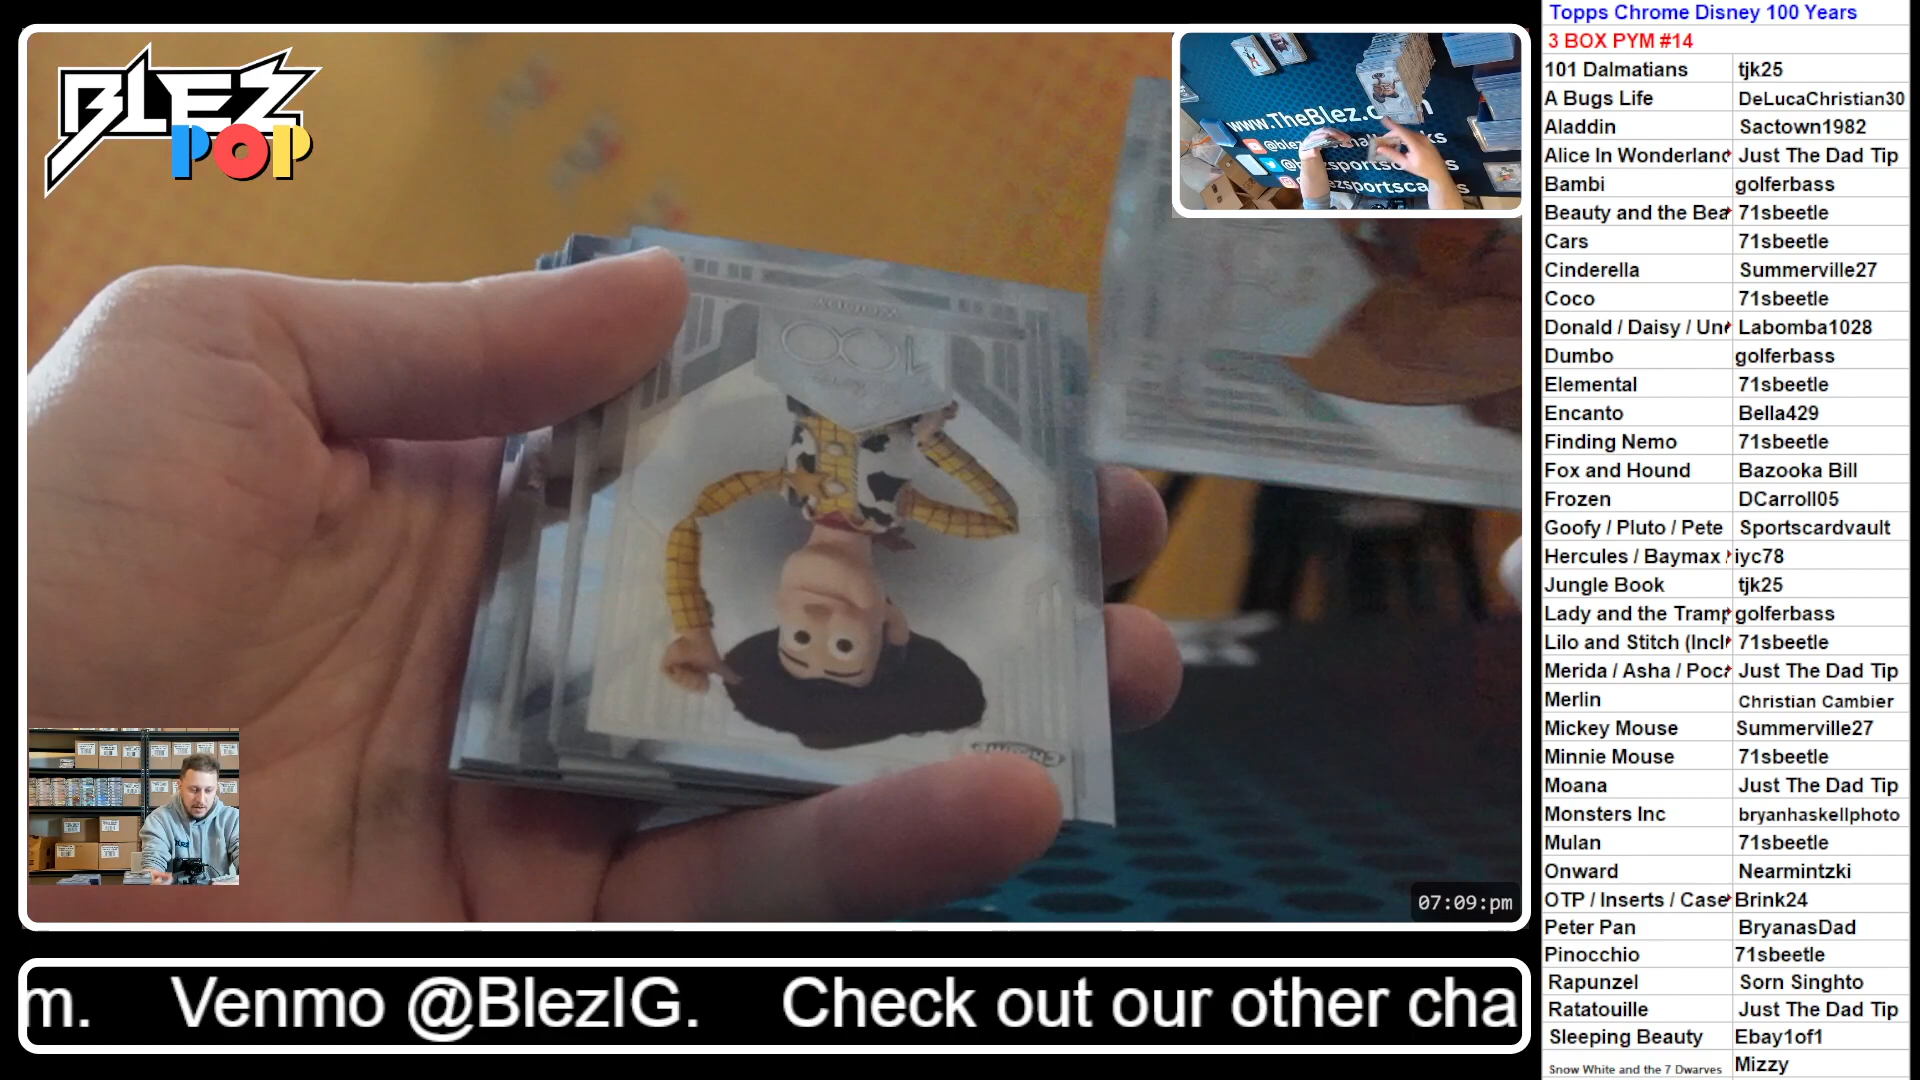 BLEZ
POP
www.TheBlez.c
07:09:pm
m. Venmo @BlezIG. Check out our other cha
Topps Chrome Disney 100 Years
3 BOX PYM #14
101 Dalmatians tjk25
A Bugs Life DeLucaChristian30
Aladdin Sactown1982
Alice In Wonderland Just The Dad Tip
Bambi golferbass
Beauty and the Bea 71sbeetle
Cars 71sbeetle
Cinderella Summerville27
Coco 71sbeetle
Donald / Daisy / Un Labomba1028
Dumbo golferbass
Elemental 71sbeetle
Encanto Bella429
Finding Nemo 71sbeetle
Fox and Hound Bazooka Bill
Frozen DCarroll05
Goofy / Pluto / Pete Sportscardvault
Hercules / Baymax / iyc78
Jungle Book tjk25
Lady and the Tramp golferbass
Lilo and Stitch (Incl 71sbeetle
Merida / Asha / Poc Just The Dad Tip
Merlin Christian Cambier
Mickey Mouse Summerville27
Minnie Mouse 71sbeetle
Moana Just The Dad Tip
Monsters Inc bryanhaskellphoto
Mulan 71sbeetle
Onward Nearmintzki
OTP / Inserts / Case Brink24
Peter Pan BryanasDad
Pinocchio 71sbeetle
Rapunzel Sorn Singhto
Ratatouille Just The Dad Tip
Sleeping Beauty Ebay1of1
Snow White and the 7 Dwarves Mizzy
WOODY
100